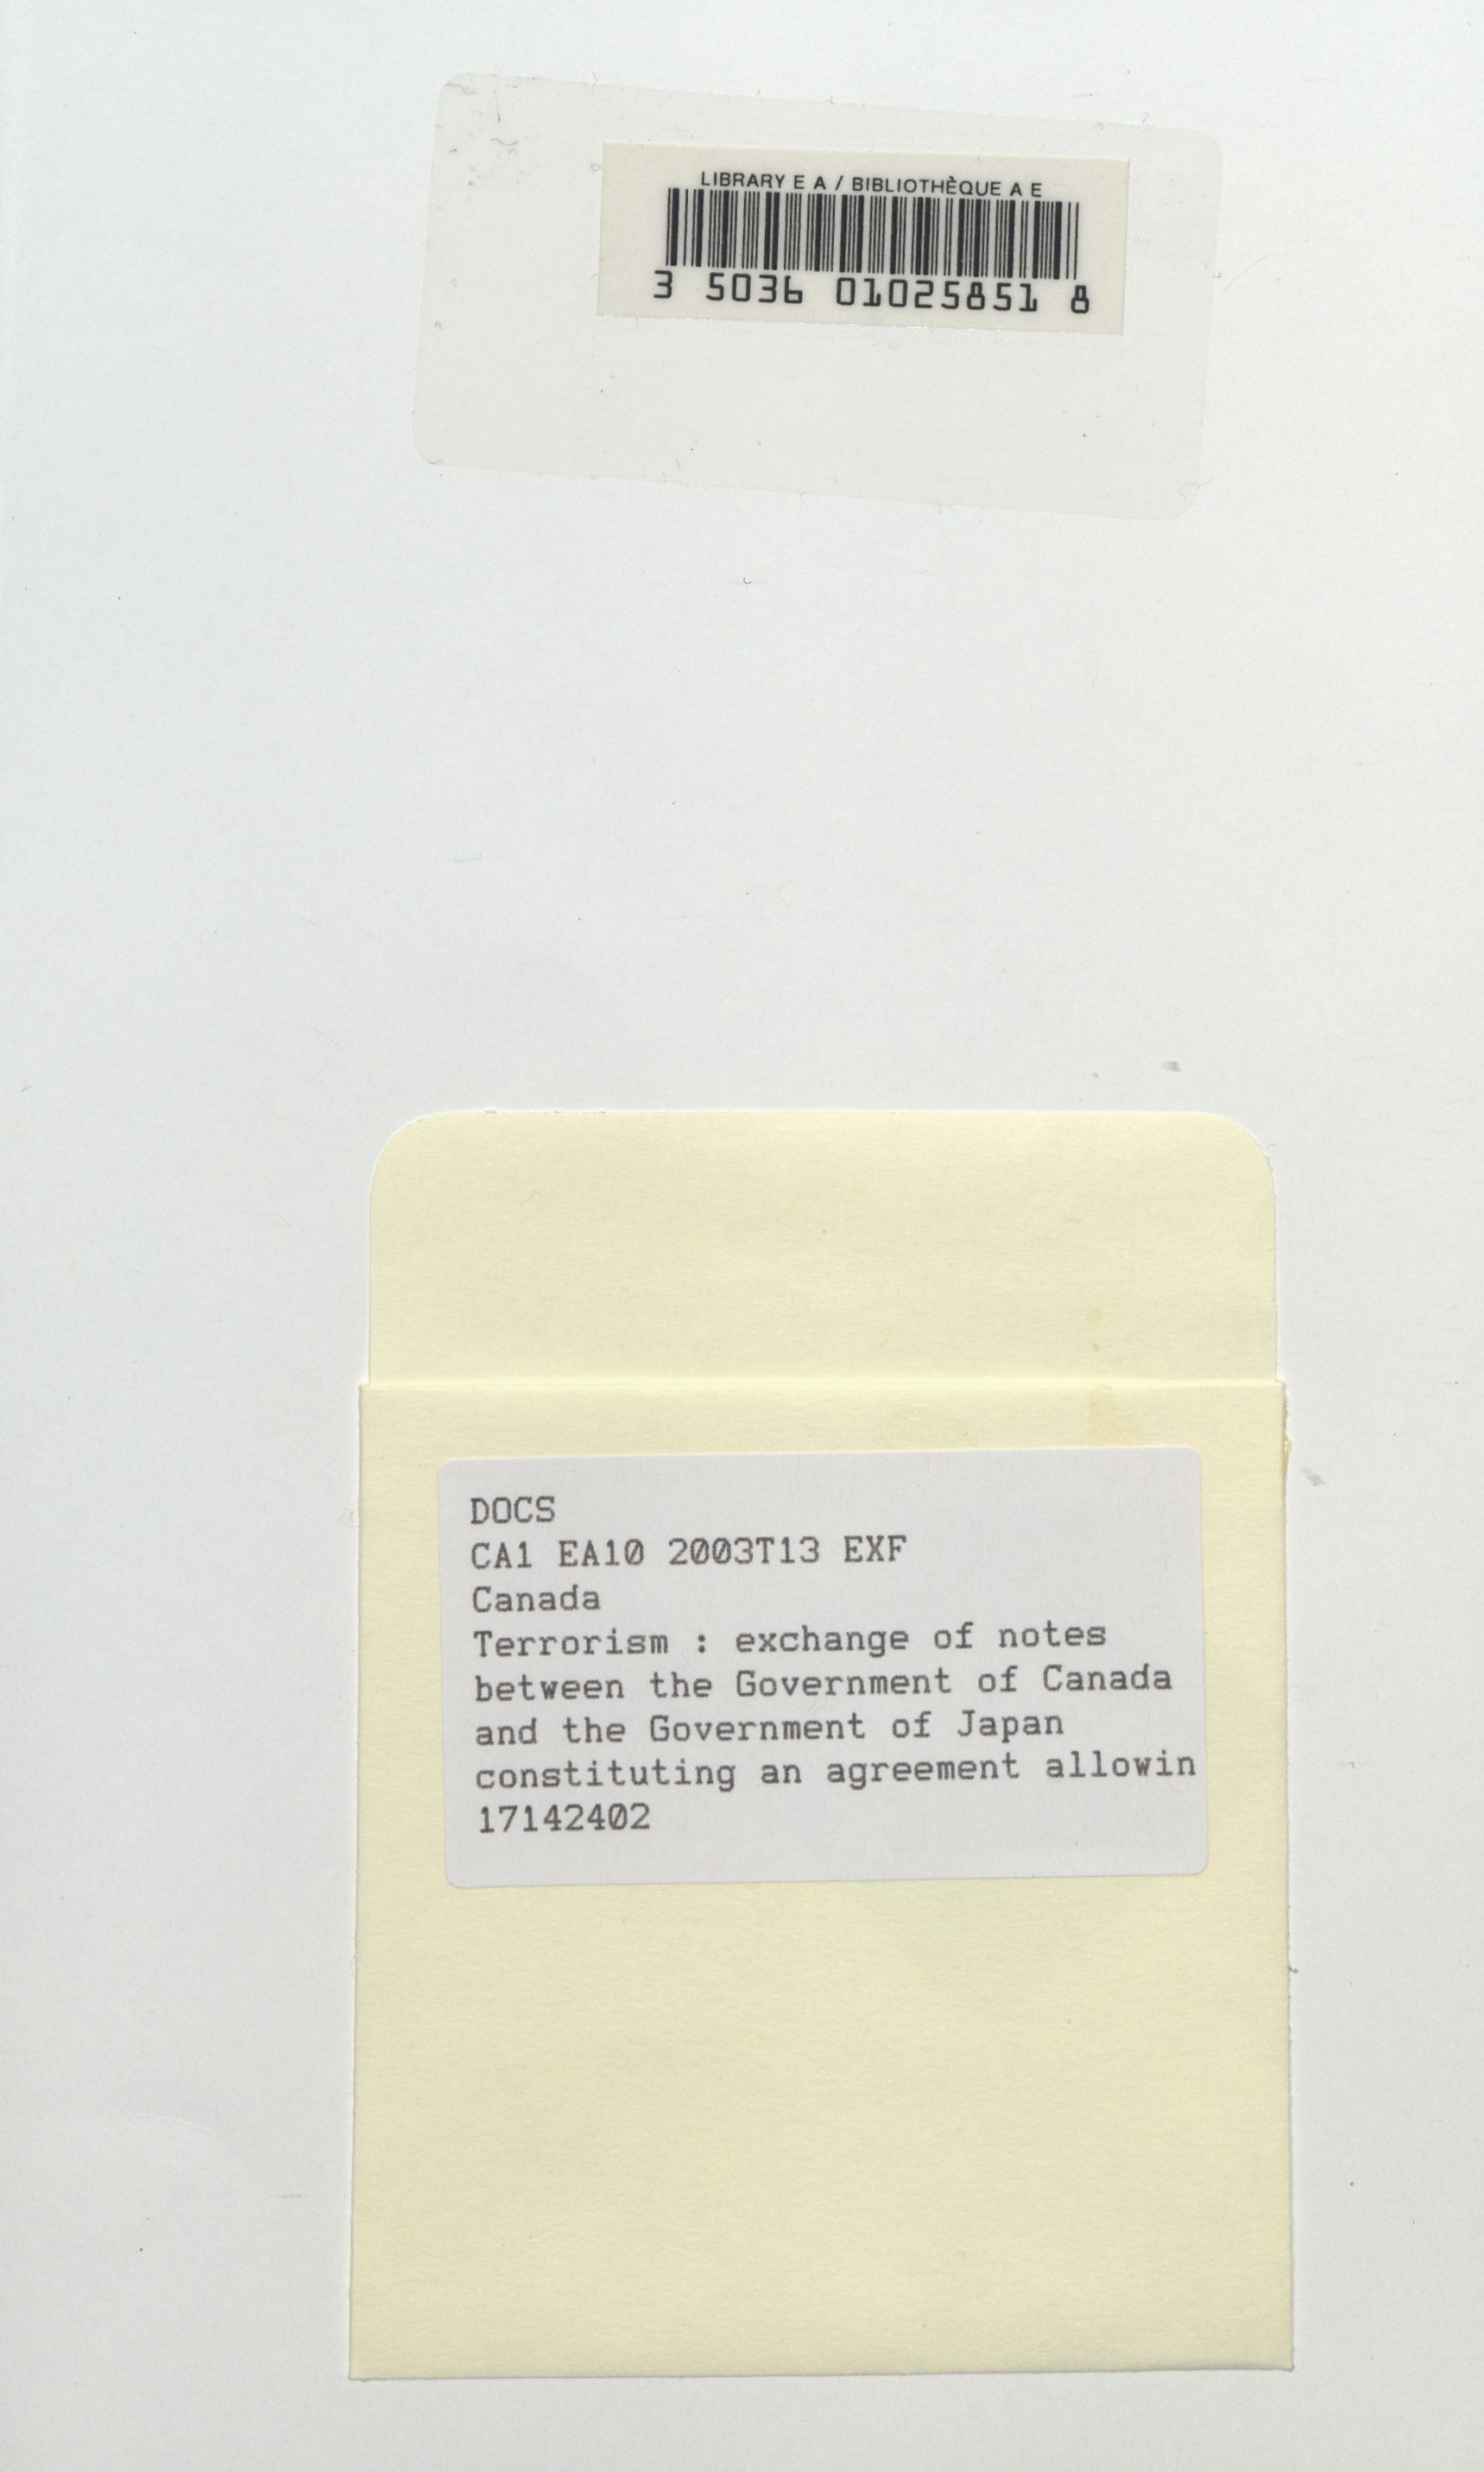 LIBRARY E A / BIBLIOTHÈQUE A E
3 5036 01025851 8
DOCS
CA1 EA10 2003T13 EXF
Canada
Terrorism : exchange of notes
between the Government of Canada
and the Government of Japan
constituting an agreement allowin
17142402